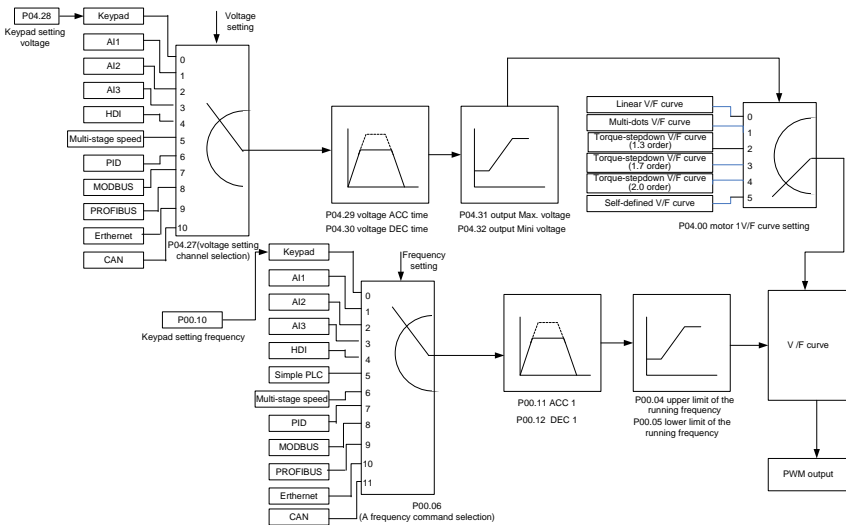 P04.28
Keypad setting
voltage
Keypad
AI1
AI2
AI3
HDI
Multi-stage speed
PID
MODBUS
PROFIBUS
Erthernet
CAN
Voltage
setting
0
1
2
3
4
5
6
7
8
9
10
P04.27(voltage setting
channel selection)
P04.29 voltage ACC time
P04.30 voltage DEC time
P04.31 output Max. voltage
P04.32 output Mini voltage
Linear V/F curve
Multi-dots V/F curve
Torque-stepdown V/F curve
(1.3 order)
Torque-stepdown V/F curve
(1.7 order)
Torque-stepdown V/F curve
(2.0 order)
Self-defined V/F curve
0
1
2
3
4
5
P04.00 motor 1V/F curve setting
P00.10
Keypad setting frequency
Keypad
AI1
AI2
AI3
HDI
Simple PLC
Multi-stage speed
PID
MODBUS
PROFIBUS
Erthernet
CAN
Frequency
setting
0
1
2
3
4
5
6
7
8
9
10
11
P00.06
(A frequency command selection)
P00.11 ACC 1
P00.12 DEC 1
P00.04 upper limit of the
running frequency
P00.05 lower limit of the
running frequency
V /F curve
PWM output